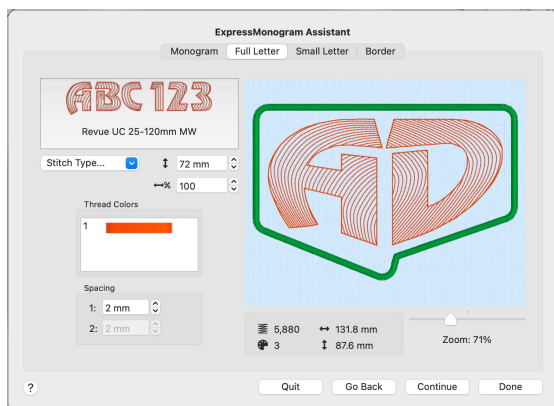 ExpressMonogram Assistant
Monogram Full Letter Small Letter Border
ABC 123
Revue UC 25-120mm MW
Stitch Type...
72 mm
% 100
Thread Colors
1
Spacing
1: 2 mm
2: 2 mm
AD
5,880 131.8 mm
3 87.6 mm
Zoom: 71%
? Quit Go Back Continue Done